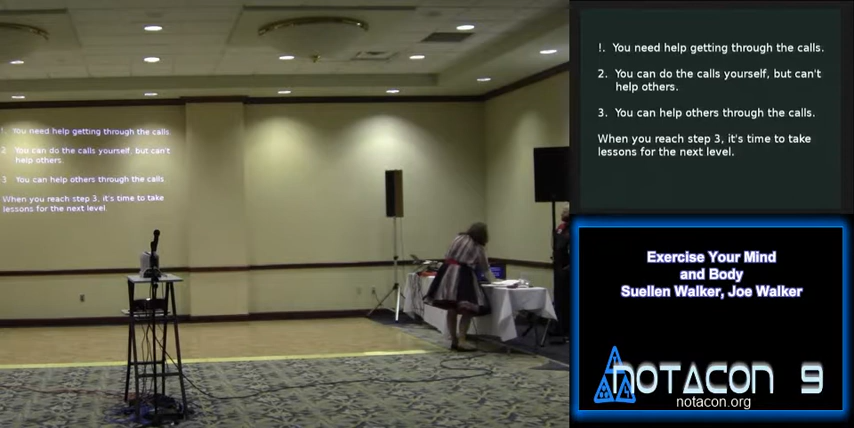 !. You need help getting through the calls.
2 You can do the calls yourself, but can't
help others.
3 You can help others through the calls.
When you reach step 3, it's time to take
lessons for the next level.
!. You need help getting through the calls.
2. You can do the calls yourself, but can't
help others.
3. You can help others through the calls.
When you reach step 3, it's time to take
lessons for the next level.
Exercise Your Mind
and Body
Suellen Walker, Joe Walker
NOTACON 9
notacon.org